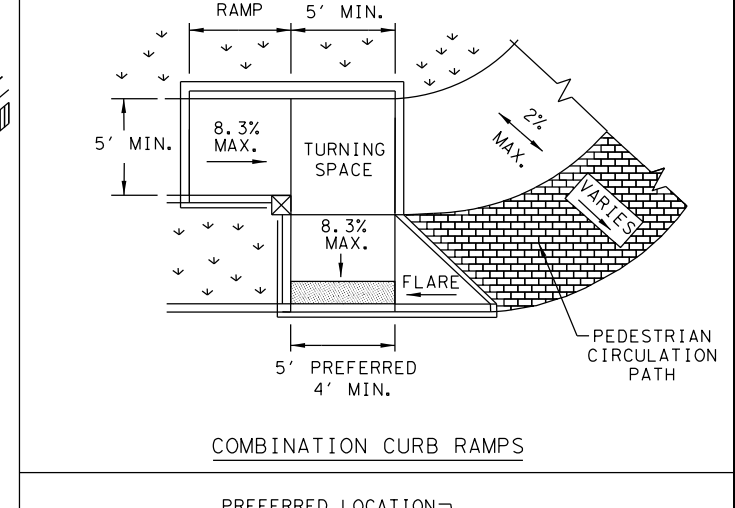 RAMP
5' MIN.
5' MIN.
8.3%
MAX.
TURNING
SPACE
2%
MAX.
VARIES
8.3%
MAX.
FLARE
PEDESTRIAN
CIRCULATION
PATH
5' PREFERRED
4' MIN.
COMBINATION CURB RAMPS
PREFERRED LOCATION